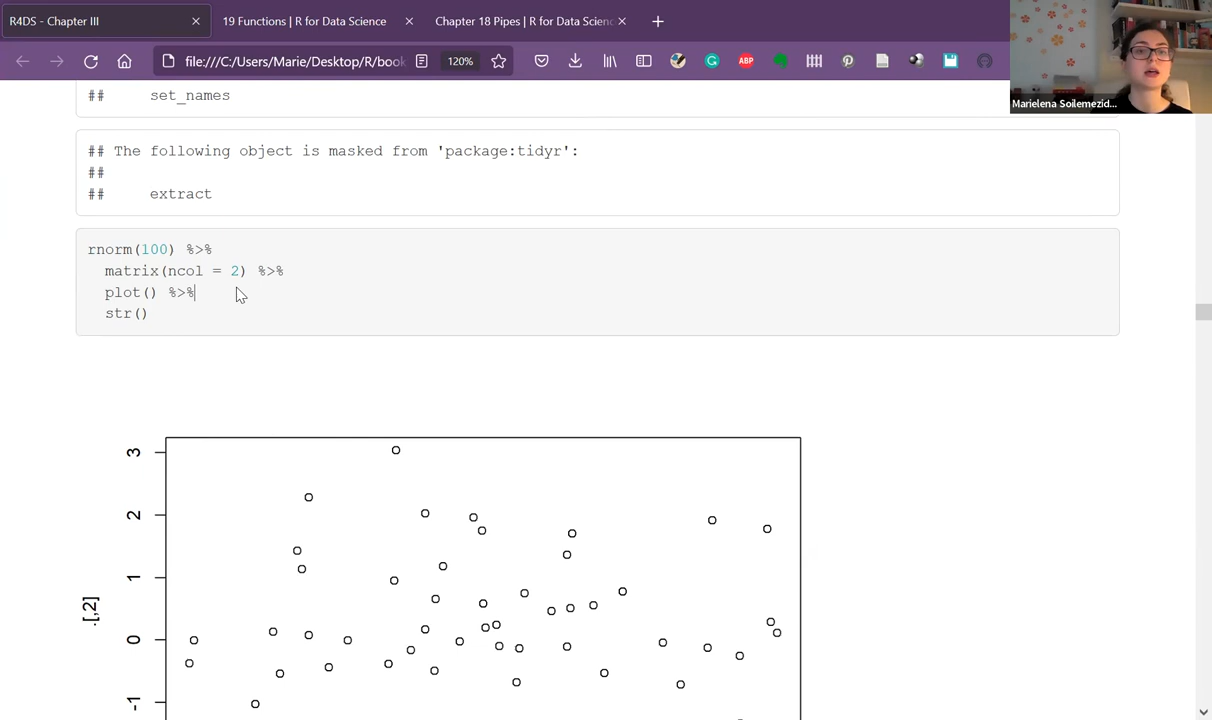 R4DS - Chapter III
19 Functions | R for Data Science
Chapter 18 Pipes | R for Data Scienc
file:///C:/Users/Marie/Desktop/R/book
120%
ABP
Marielena Soilemezid...
## set_names
## The following object is masked from 'package:tidyr':
##
## extract
rnorm(100) %>%
matrix(ncol = 2) %>%
plot() %>%
str()
3
2
1
0
-1
.[,2]